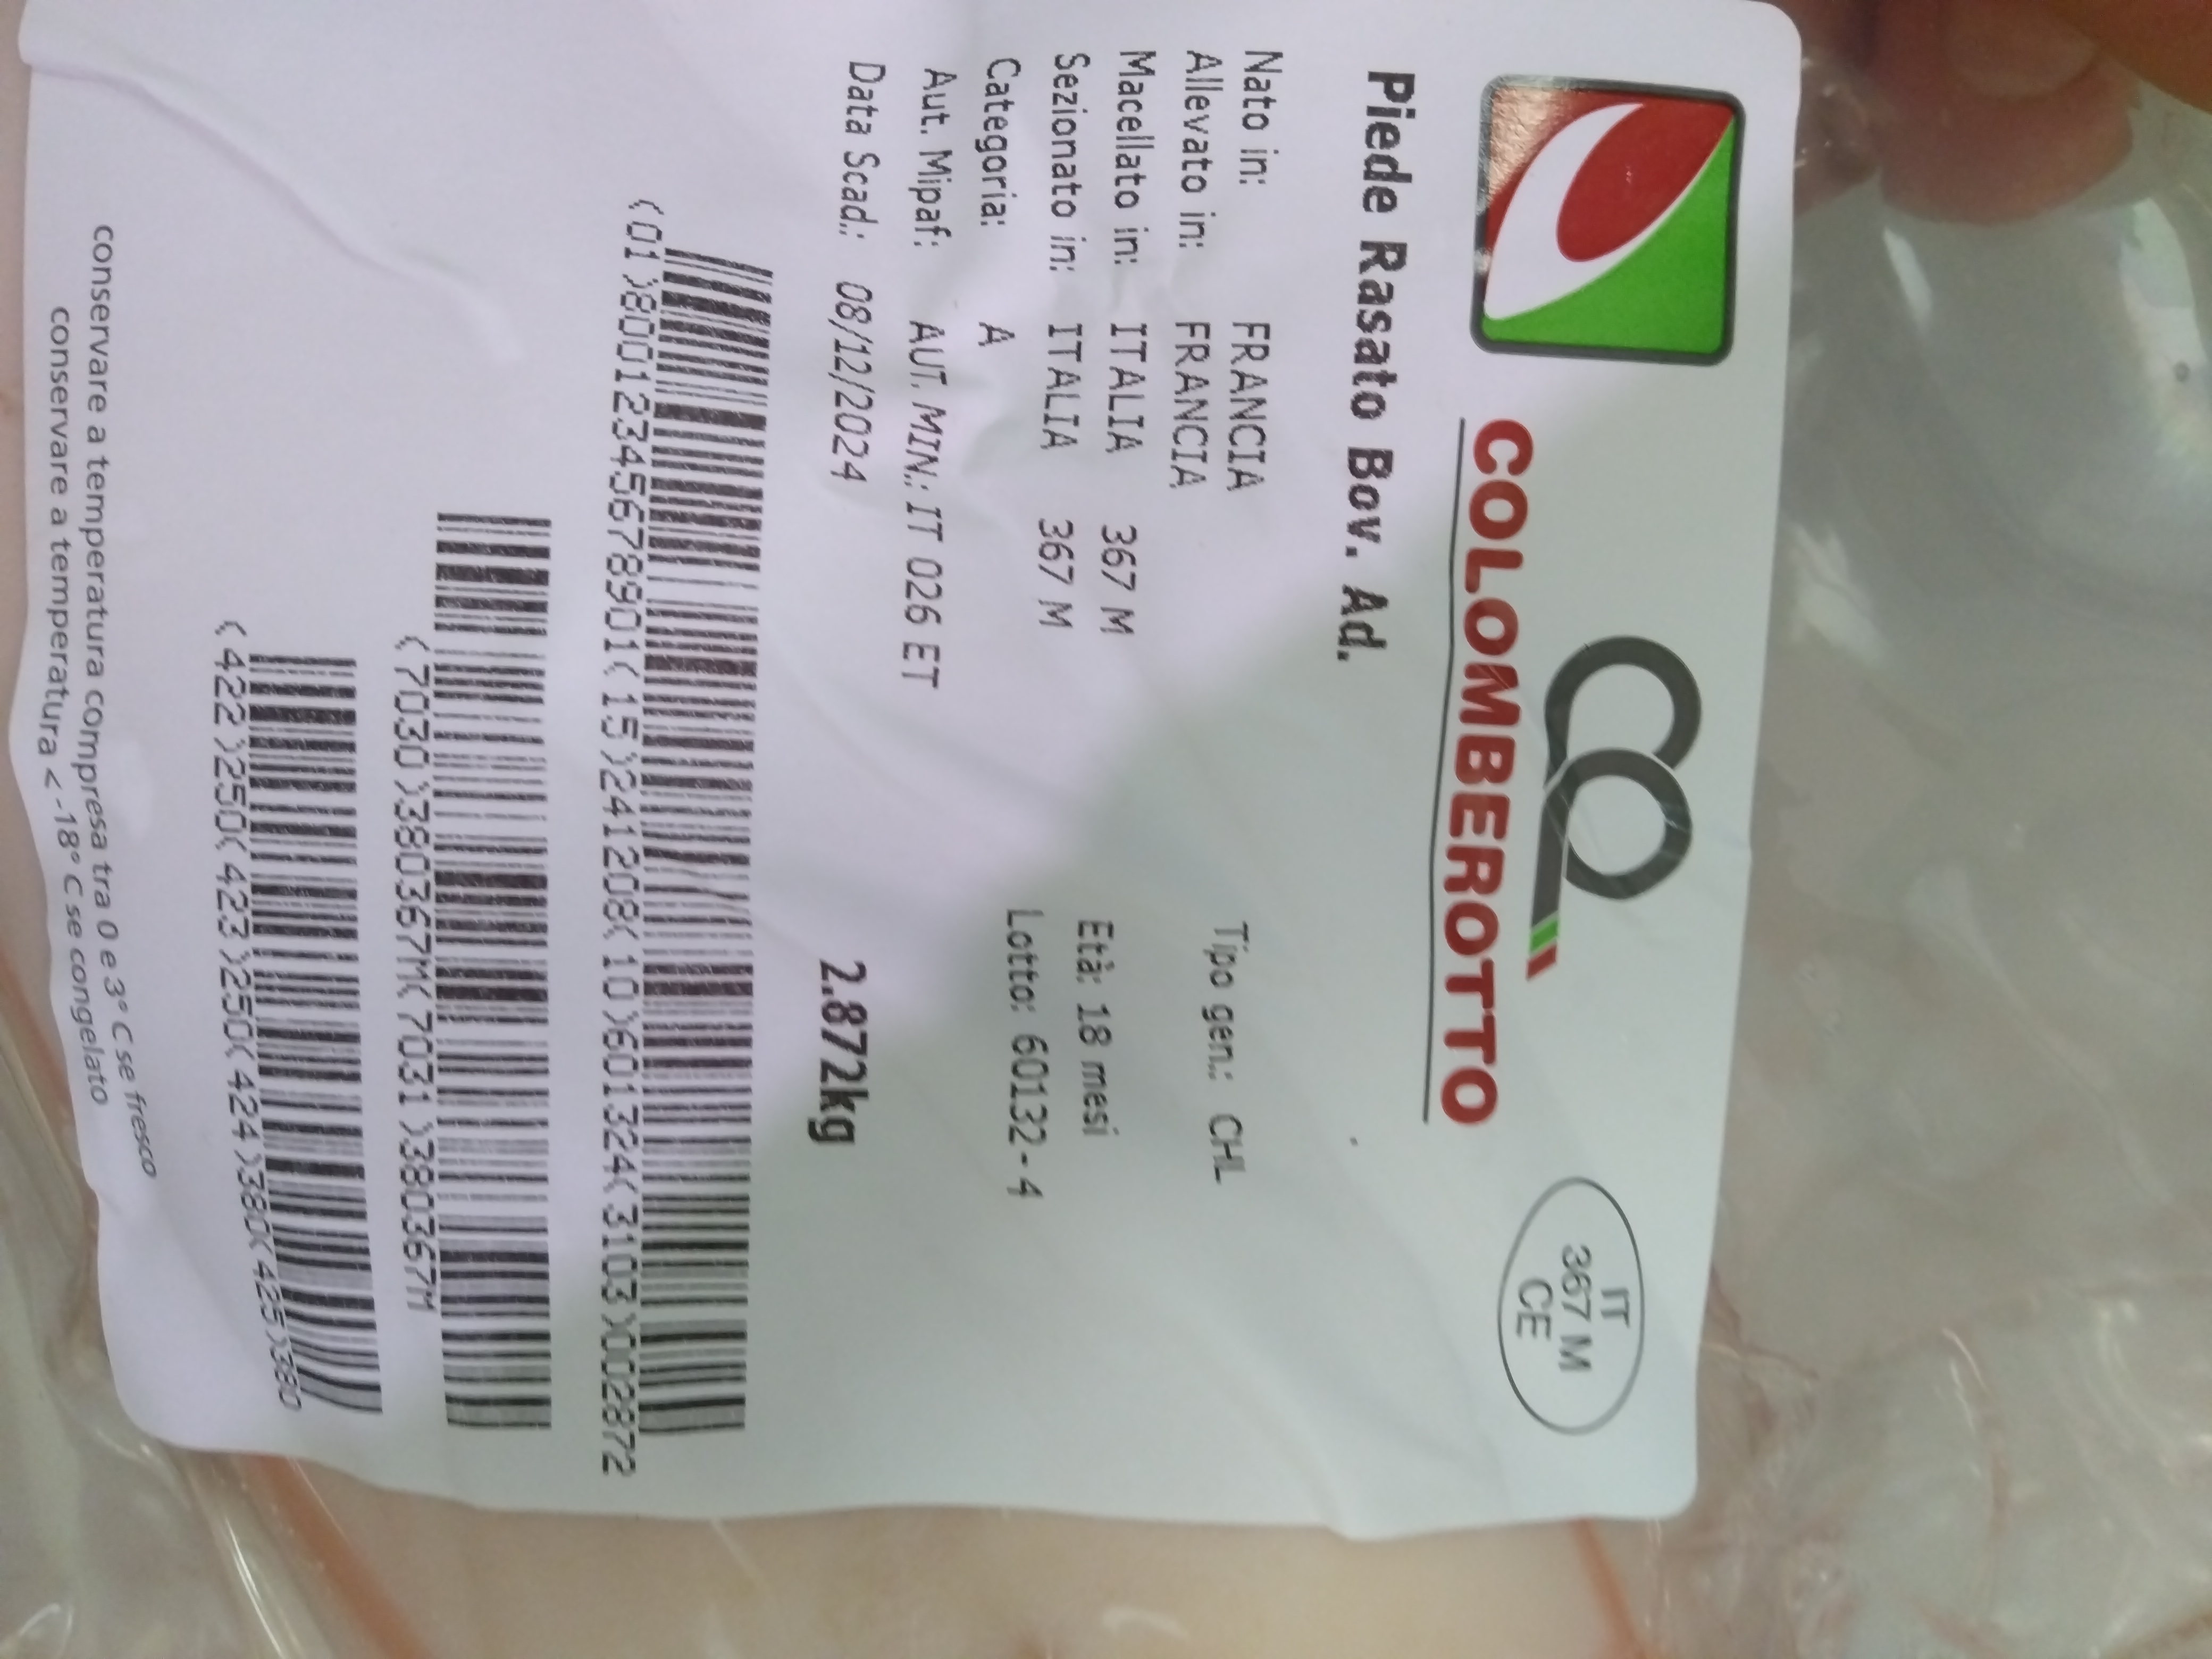 COLOMBEROTTO
IT
367 M
CE
Piede Rasato Bov. Ad.
Nato in: FRANCIA Tipo gen.: CHL
Allevato in: FRANCIA
Macellato in: ITALIA 367 M Età: 18 mesi
Sezionato in: ITALIA 367 M Lotto: 60132-4
Categoria: A
Aut. Mipaf: AUT. MIN.: IT 026 ET
Data Scad.: 08/12/2024 2.872kg
(01)80012345678901(15)241208(10)601324(3103)002872
(7030)380367M(7031)380367M
(422)250(423)250(424)380(425)380
conservare a temperatura compresa tra 0 e 3° C se fresco
conservare a temperatura < -18° C se congelato